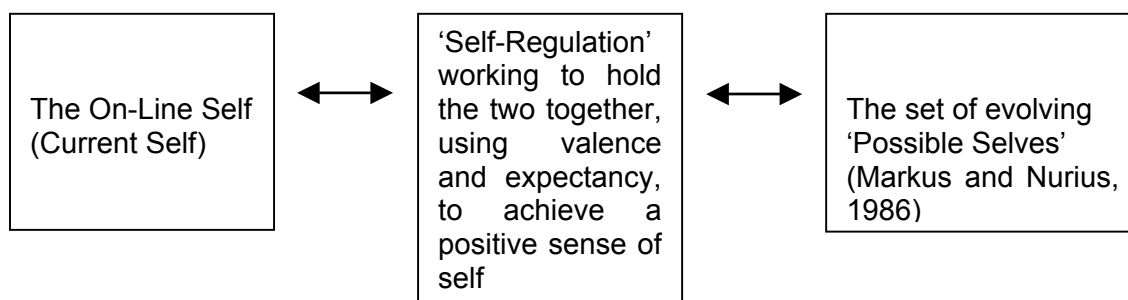 The On-Line Self
(Current Self)
‘Self-Regulation’
working to hold
the two together,
using valence
and expectancy,
to achieve a
positive sense of
self
The set of evolving
‘Possible Selves’
(Markus and Nurius,
1986)